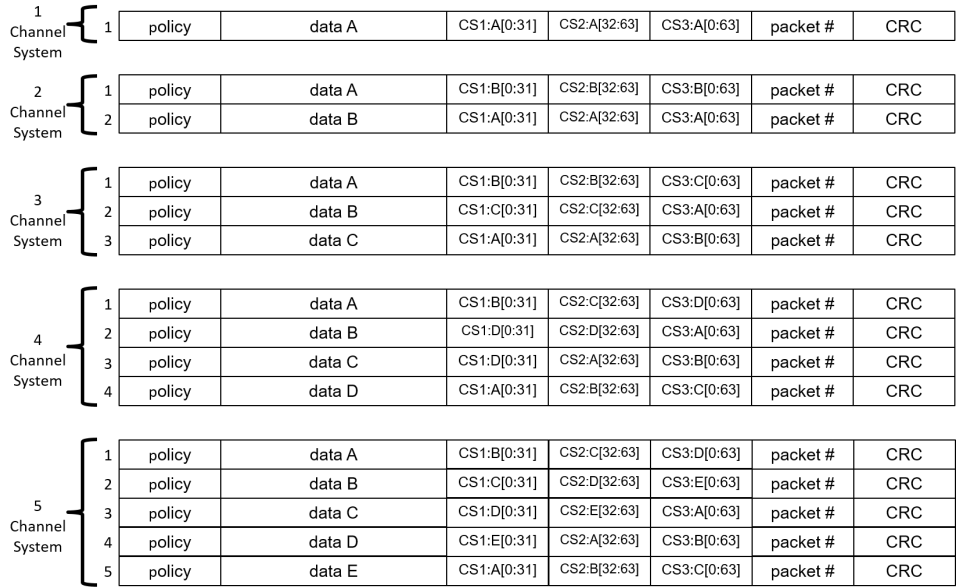 1 Channel System
1 policy data A CS1:A[0:31] CS2:A[32:63] CS3:A[0:63] packet # CRC
2 Channel System
1 policy data A CS1:B[0:31] CS2:B[32:63] CS3:B[0:63] packet # CRC
2 policy data B CS1:A[0:31] CS2:A[32:63] CS3:A[0:63] packet # CRC
3 Channel System
1 policy data A CS1:B[0:31] CS2:B[32:63] CS3:C[0:63] packet # CRC
2 policy data B CS1:C[0:31] CS2:C[32:63] CS3:A[0:63] packet # CRC
3 policy data C CS1:A[0:31] CS2:A[32:63] CS3:B[0:63] packet # CRC
4 Channel System
1 policy data A CS1:B[0:31] CS2:C[32:63] CS3:D[0:63] packet # CRC
2 policy data B CS1:D[0:31] CS2:D[32:63] CS3:A[0:63] packet # CRC
3 policy data C CS1:D[0:31] CS2:A[32:63] CS3:B[0:63] packet # CRC
4 policy data D CS1:A[0:31] CS2:B[32:63] CS3:C[0:63] packet # CRC
5 Channel System
1 policy data A CS1:B[0:31] CS2:C[32:63] CS3:D[0:63] packet # CRC
2 policy data B CS1:C[0:31] CS2:D[32:63] CS3:E[0:63] packet # CRC
3 policy data C CS1:D[0:31] CS2:E[32:63] CS3:A[0:63] packet # CRC
4 policy data D CS1:E[0:31] CS2:A[32:63] CS3:B[0:63] packet # CRC
5 policy data E CS1:A[0:31] CS2:B[32:63] CS3:C[0:63] packet # CRC